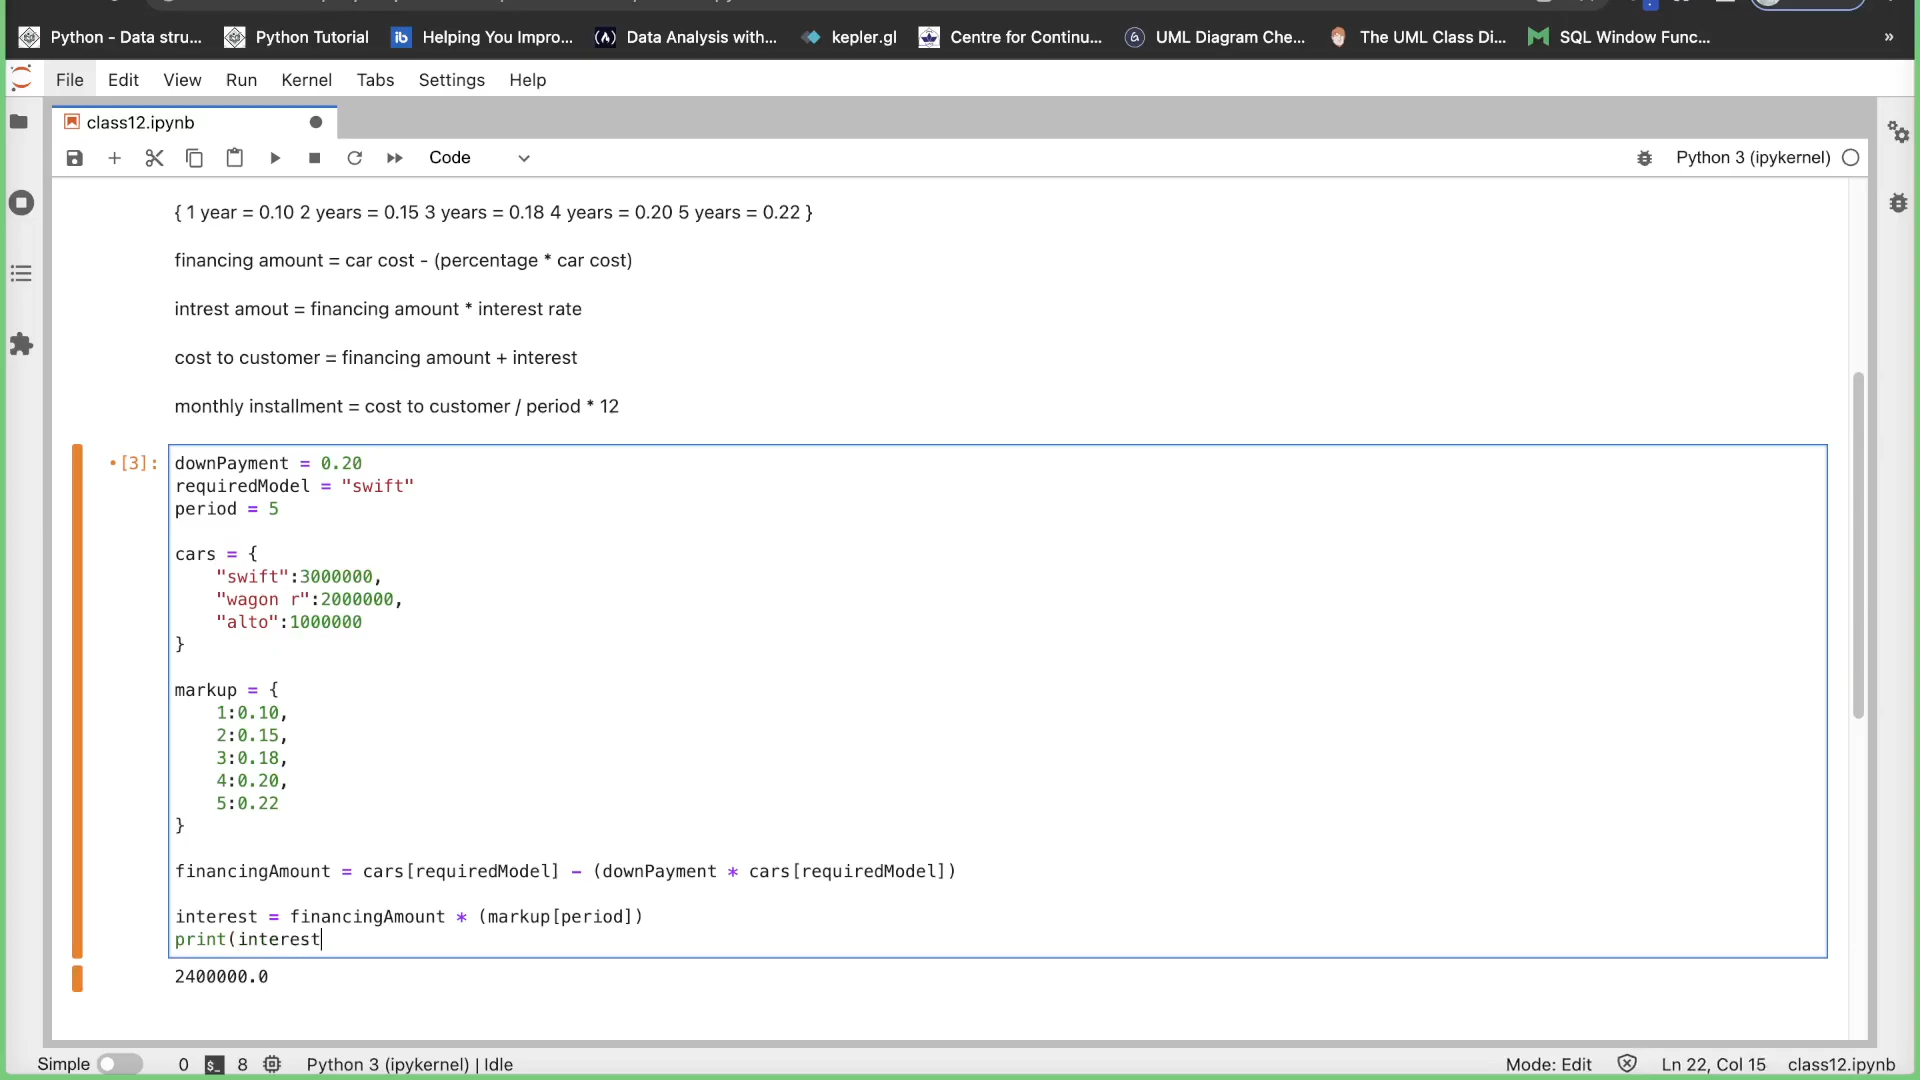 Python - Data stru... Python Tutorial ib Helping You Impro... Data Analysis with... kepler.gl Centre for Continu... UML Diagram Che... The UML Class Di... SQL Window Func... »
File Edit View Run Kernel Tabs Settings Help
class12.ipynb
Code Python 3 (ipykernel)
{ 1 year = 0.10 2 years = 0.15 3 years = 0.18 4 years = 0.20 5 years = 0.22 }
financing amount = car cost - (percentage * car cost)
intrest amout = financing amount * interest rate
cost to customer = financing amount + interest
monthly installment = cost to customer / period * 12
•[3]: downPayment = 0.20
requiredModel = "swift"
period = 5
cars = {
"swift":3000000,
"wagon r":2000000,
"alto":1000000
}
markup = {
1:0.10,
2:0.15,
3:0.18,
4:0.20,
5:0.22
}
financingAmount = cars[requiredModel] - (downPayment * cars[requiredModel])
interest = financingAmount * (markup[period])
print(interest
2400000.0
Simple 0 $_ 8 Python 3 (ipykernel) | Idle Mode: Edit Ln 22, Col 15 class12.ipynb